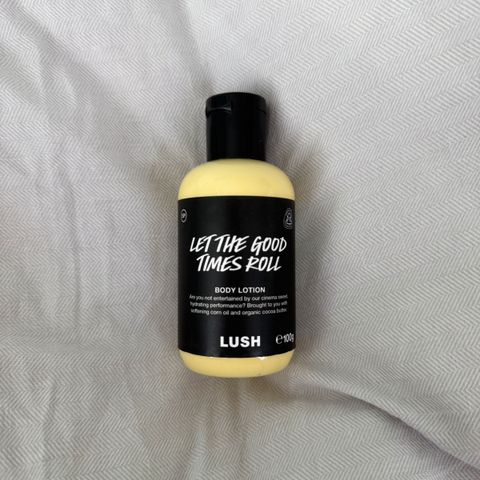 LET THE GOOD
TIMES ROLL
BODY LOTION
Are you not entertained by our cinema sweet,
hydrating performance? Brought to you with
softening corn oil and organic cocoa butter.
LUSH ℮100g